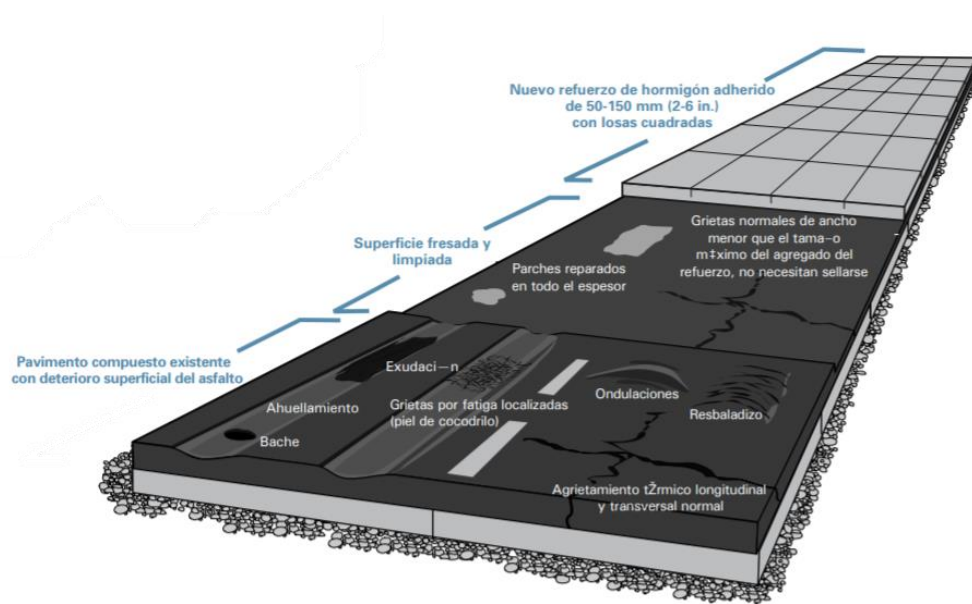 Nuevo refuerzo de hormigón adherido
de 50-150 mm (2-6 in.)
con losas cuadradas
Grietas normales de ancho
menor que el tama–o
m‡ximo del agregado del
refuerzo, no necesitan sellarse
Superficie fresada y
limpiada
Parches reparados
en todo el espesor
Pavimento compuesto existente
con deterioro superficial del asfalto
Exudaci—n
Ahuellamiento
Grietas por fatiga localizadas
(piel de cocodrilo)
Bache
Ondulaciones
Resbaladizo
Agrietamiento tŽrmico longitudinal
y transversal normal